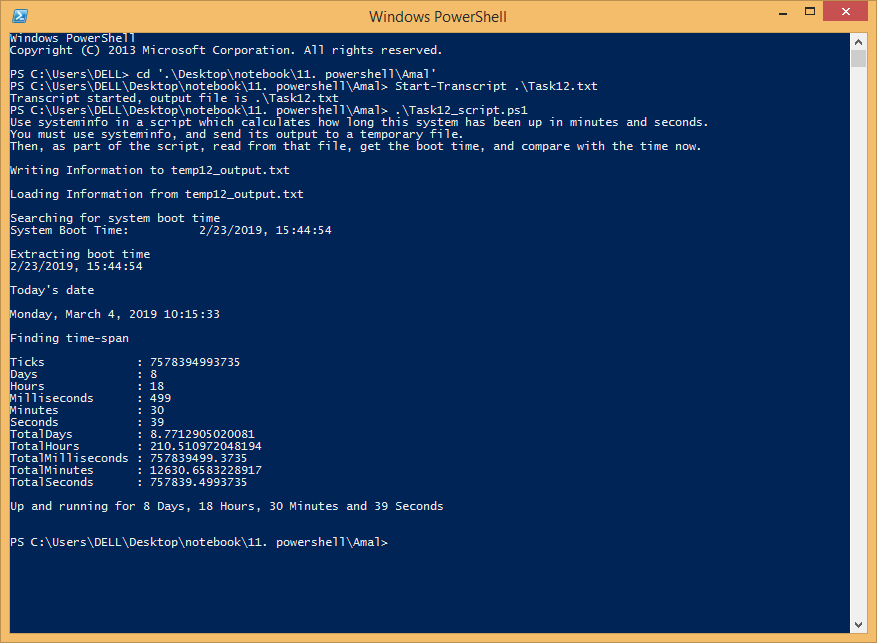 Windows PowerShell
Windows PowerShell
Copyright (C) 2013 Microsoft Corporation. All rights reserved.
PS C:\Users\DELL> cd '.\Desktop\notebook\11. powershell\Amal'
PS C:\Users\DELL\Desktop\notebook\11. powershell\Amal> Start-Transcript .\Task12.txt
Transcript started, output file is .\Task12.txt
PS C:\Users\DELL\Desktop\notebook\11. powershell\Amal> .\Task12_script.ps1
Use systeminfo in a script which calculates how long this system has been up in minutes and seconds.
You must use systeminfo, and send its output to a temporary file.
Then, as part of the script, read from that file, get the boot time, and compare with the time now.
Writing Information to temp12_output.txt
Loading Information from temp12_output.txt
Searching for system boot time
System Boot Time:          2/23/2019, 15:44:54
Extracting boot time
2/23/2019, 15:44:54
Today's date
Monday, March 4, 2019 10:15:33
Finding time-span
Ticks             : 7578394993735
Days              : 8
Hours             : 18
Milliseconds      : 499
Minutes           : 30
Seconds           : 39
TotalDays         : 8.7712905020081
TotalHours        : 210.510972048194
TotalMilliseconds : 757839499.3735
TotalMinutes      : 12630.6583228917
TotalSeconds      : 757839.4993735
Up and running for 8 Days, 18 Hours, 30 Minutes and 39 Seconds
PS C:\Users\DELL\Desktop\notebook\11. powershell\Amal>